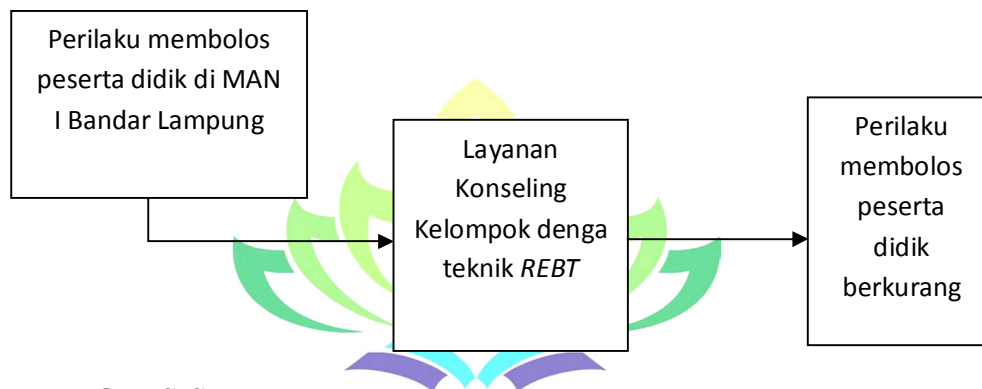 Perilaku membolos
peserta didik di MAN
I Bandar Lampung
Layanan
Konseling
Kelompok denga
teknik REBT
Perilaku
membolos
peserta
didik
berkurang